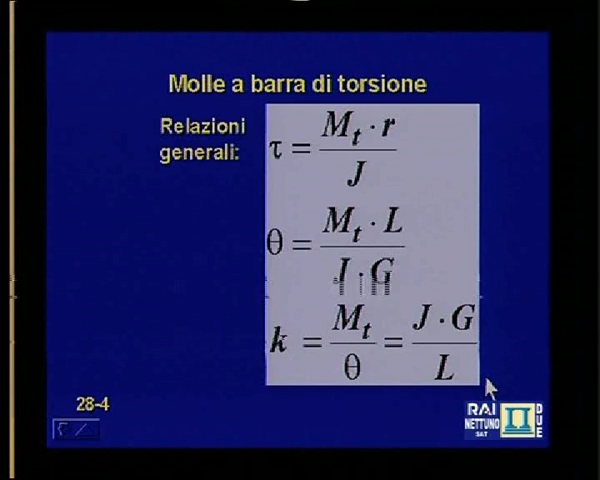 Molle a barra di torsione
Relazioni
generali:
τ = M_t · r / J
θ = M_t · L / J · G
k = M_t / θ = J · G / L
28-4
RAI
NETTUNO
SAT
DUE